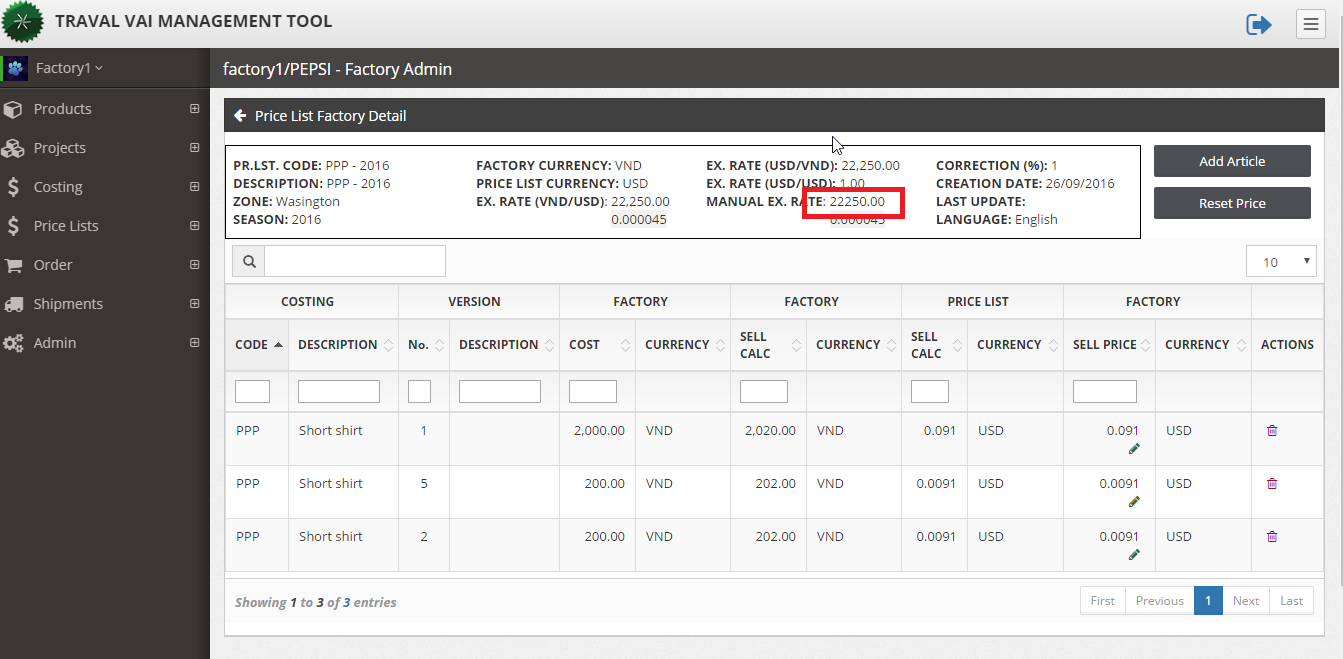 TRAVAL VAI MANAGEMENT TOOL
Factory1
factory1/PEPSI - Factory Admin
Products
Projects
Costing
Price Lists
Order
Shipments
Admin
Price List Factory Detail
PR.LST. CODE: PPP - 2016 FACTORY CURRENCY: VND EX. RATE (USD/VND): 22,250.00 CORRECTION (%): 1
DESCRIPTION: PPP - 2016 PRICE LIST CURRENCY: USD EX. RATE (USD/USD): 1.00 CREATION DATE: 26/09/2016
ZONE: Wasington EX. RATE (VND/USD): 22,250.00 MANUAL EX. RATE: 22250.00 LAST UPDATE:
SEASON: 2016 0.000045 0.000045 LANGUAGE: English
Add Article
Reset Price
10
COSTING VERSION FACTORY FACTORY PRICE LIST FACTORY
CODE DESCRIPTION No. DESCRIPTION COST CURRENCY SELL CALC CURRENCY SELL CALC CURRENCY SELL PRICE CURRENCY ACTIONS
PPP Short shirt 1 2,000.00 VND 2,020.00 VND 0.091 USD 0.091 USD
PPP Short shirt 5 200.00 VND 202.00 VND 0.0091 USD 0.0091 USD
PPP Short shirt 2 200.00 VND 202.00 VND 0.0091 USD 0.0091 USD
Showing 1 to 3 of 3 entries
First Previous 1 Next Last